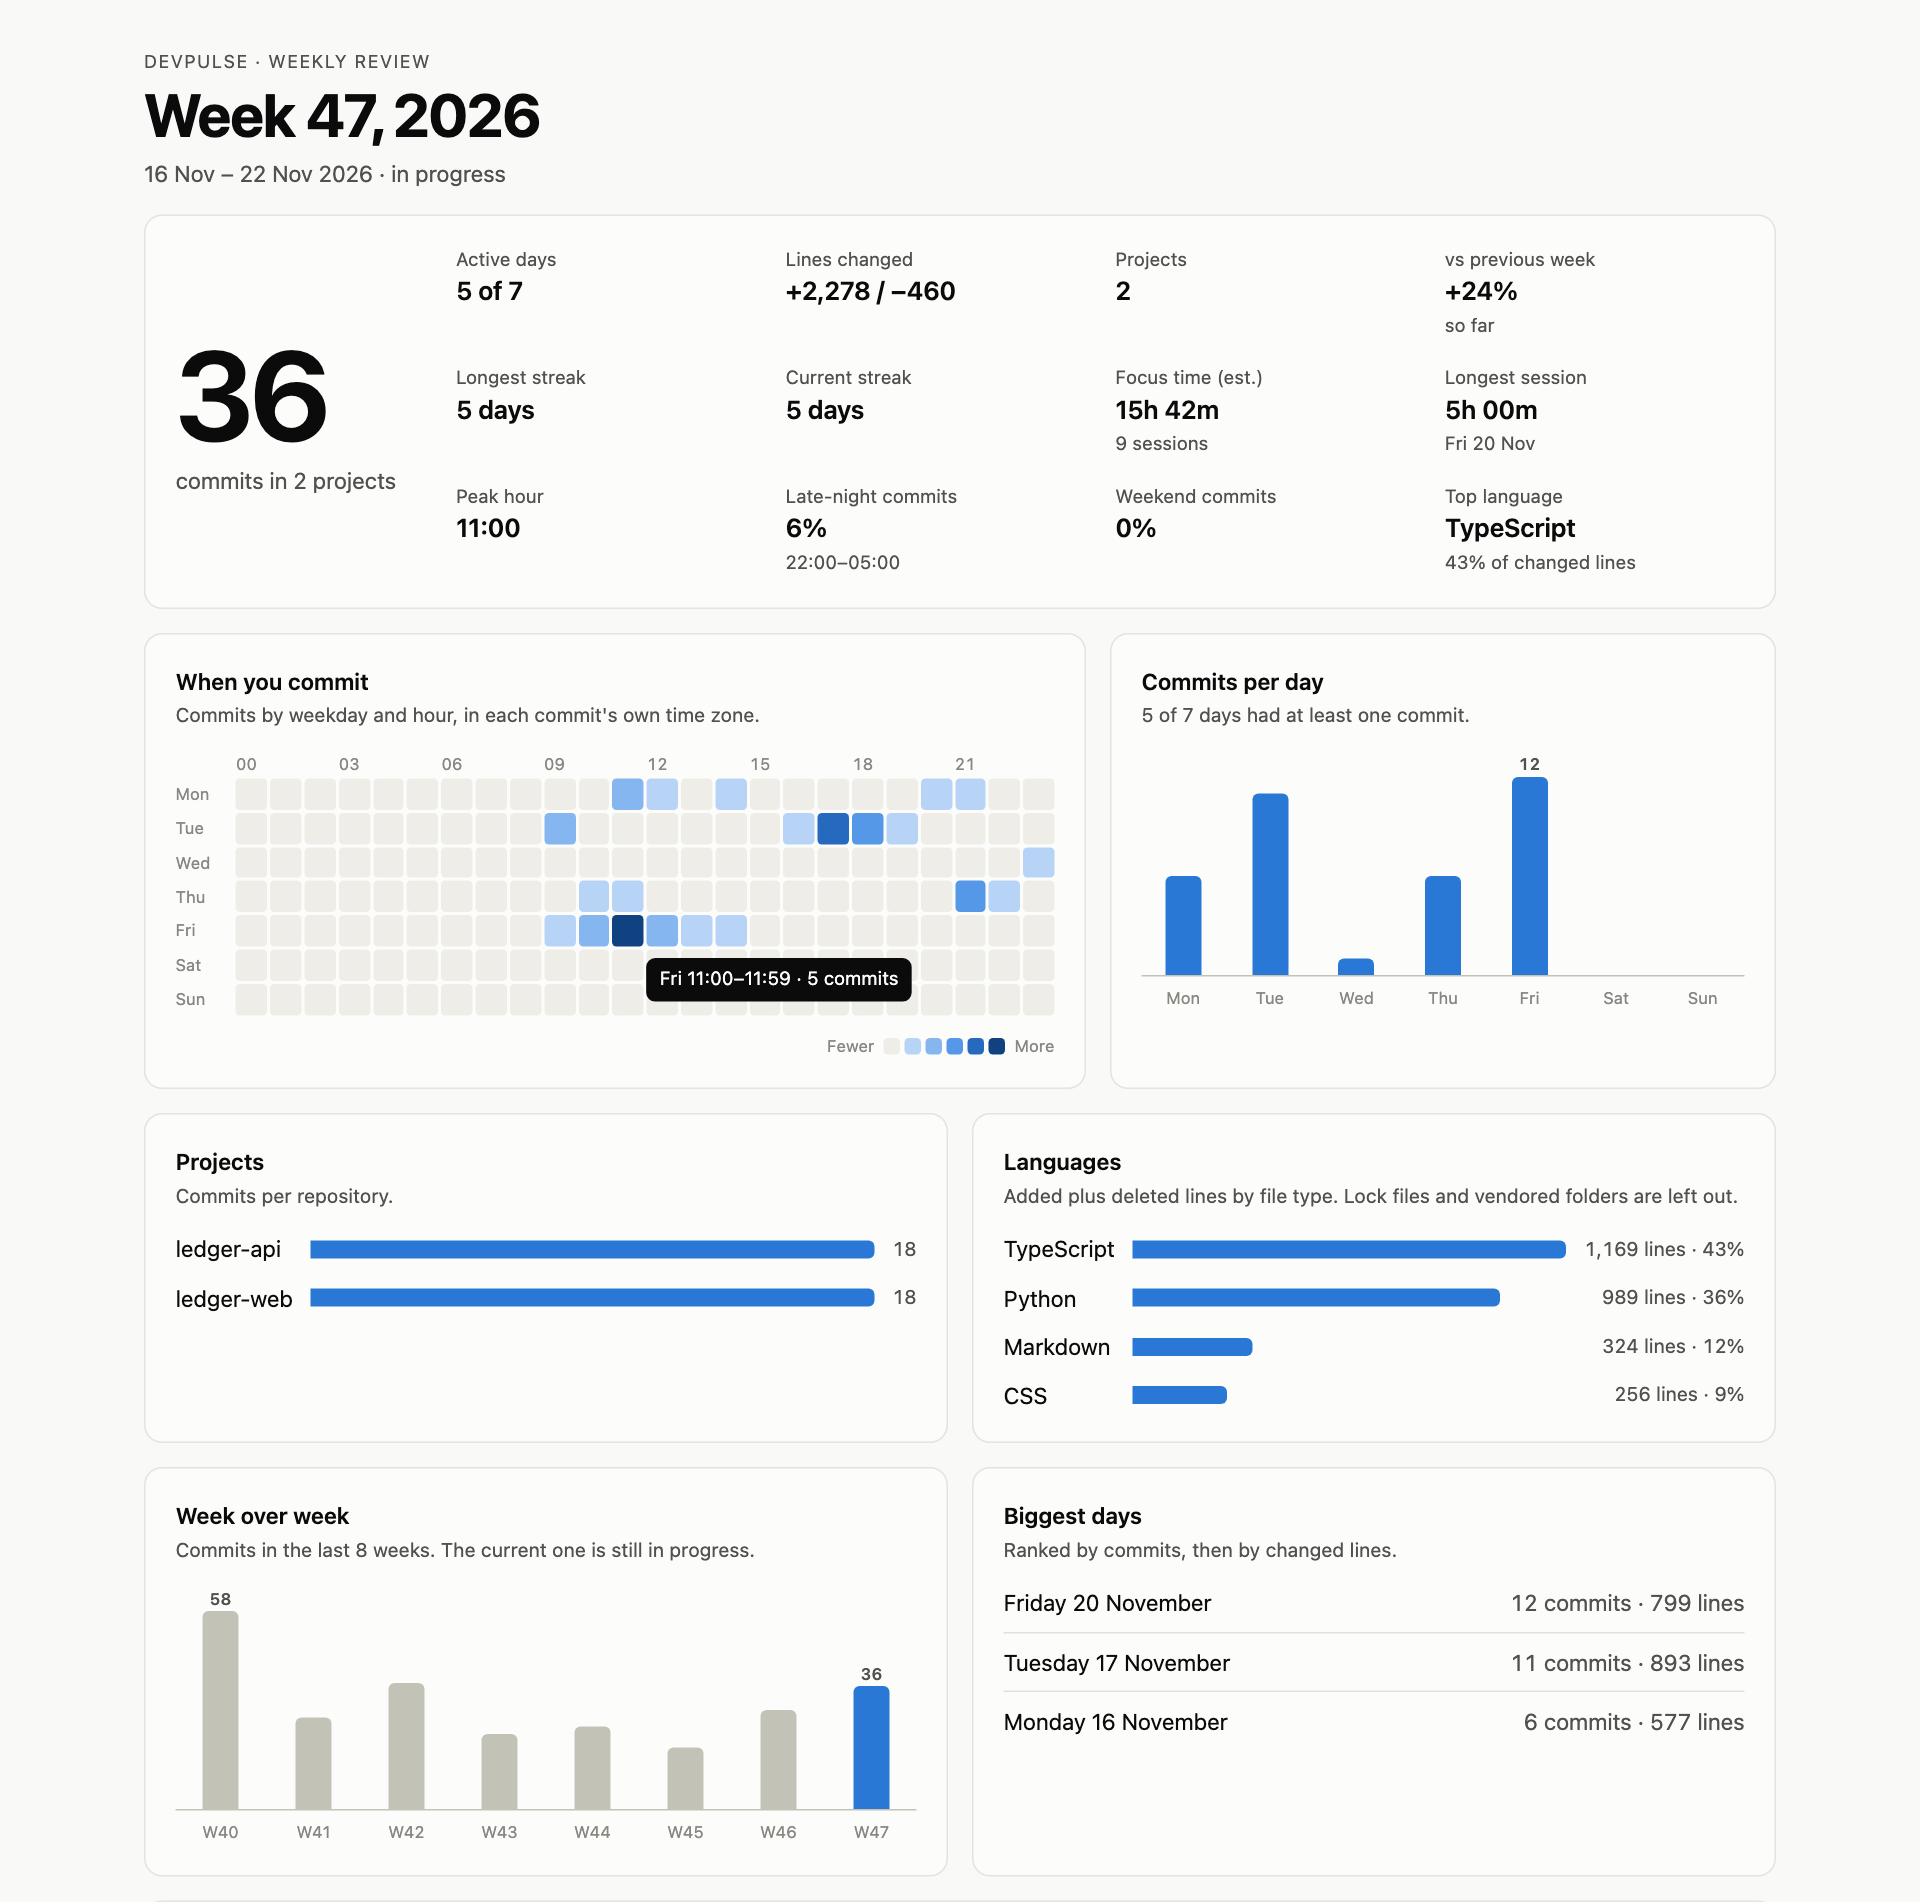 DEVPULSE · WEEKLY REVIEW
Week 47, 2026
16 Nov – 22 Nov 2026 · in progress
36
commits in 2 projects
Active days
5 of 7
Lines changed
+2,278 / −460
Projects
2
vs previous week
+24%
so far
Longest streak
5 days
Current streak
5 days
Focus time (est.)
15h 42m
9 sessions
Longest session
5h 00m
Fri 20 Nov
Peak hour
11:00
Late-night commits
6%
22:00–05:00
Weekend commits
0%
Top language
TypeScript
43% of changed lines
When you commit
Commits by weekday and hour, in each commit's own time zone.
00 03 06 09 12 15 18 21
Mon
Tue
Wed
Thu
Fri
Sat
Sun
Fri 11:00–11:59 · 5 commits
Fewer More
Commits per day
5 of 7 days had at least one commit.
12
Mon Tue Wed Thu Fri Sat Sun
Projects
Commits per repository.
ledger-api 18
ledger-web 18
Languages
Added plus deleted lines by file type. Lock files and vendored folders are left out.
TypeScript 1,169 lines · 43%
Python 989 lines · 36%
Markdown 324 lines · 12%
CSS 256 lines · 9%
Week over week
Commits in the last 8 weeks. The current one is still in progress.
58
36
W40 W41 W42 W43 W44 W45 W46 W47
Biggest days
Ranked by commits, then by changed lines.
Friday 20 November 12 commits · 799 lines
Tuesday 17 November 11 commits · 893 lines
Monday 16 November 6 commits · 577 lines